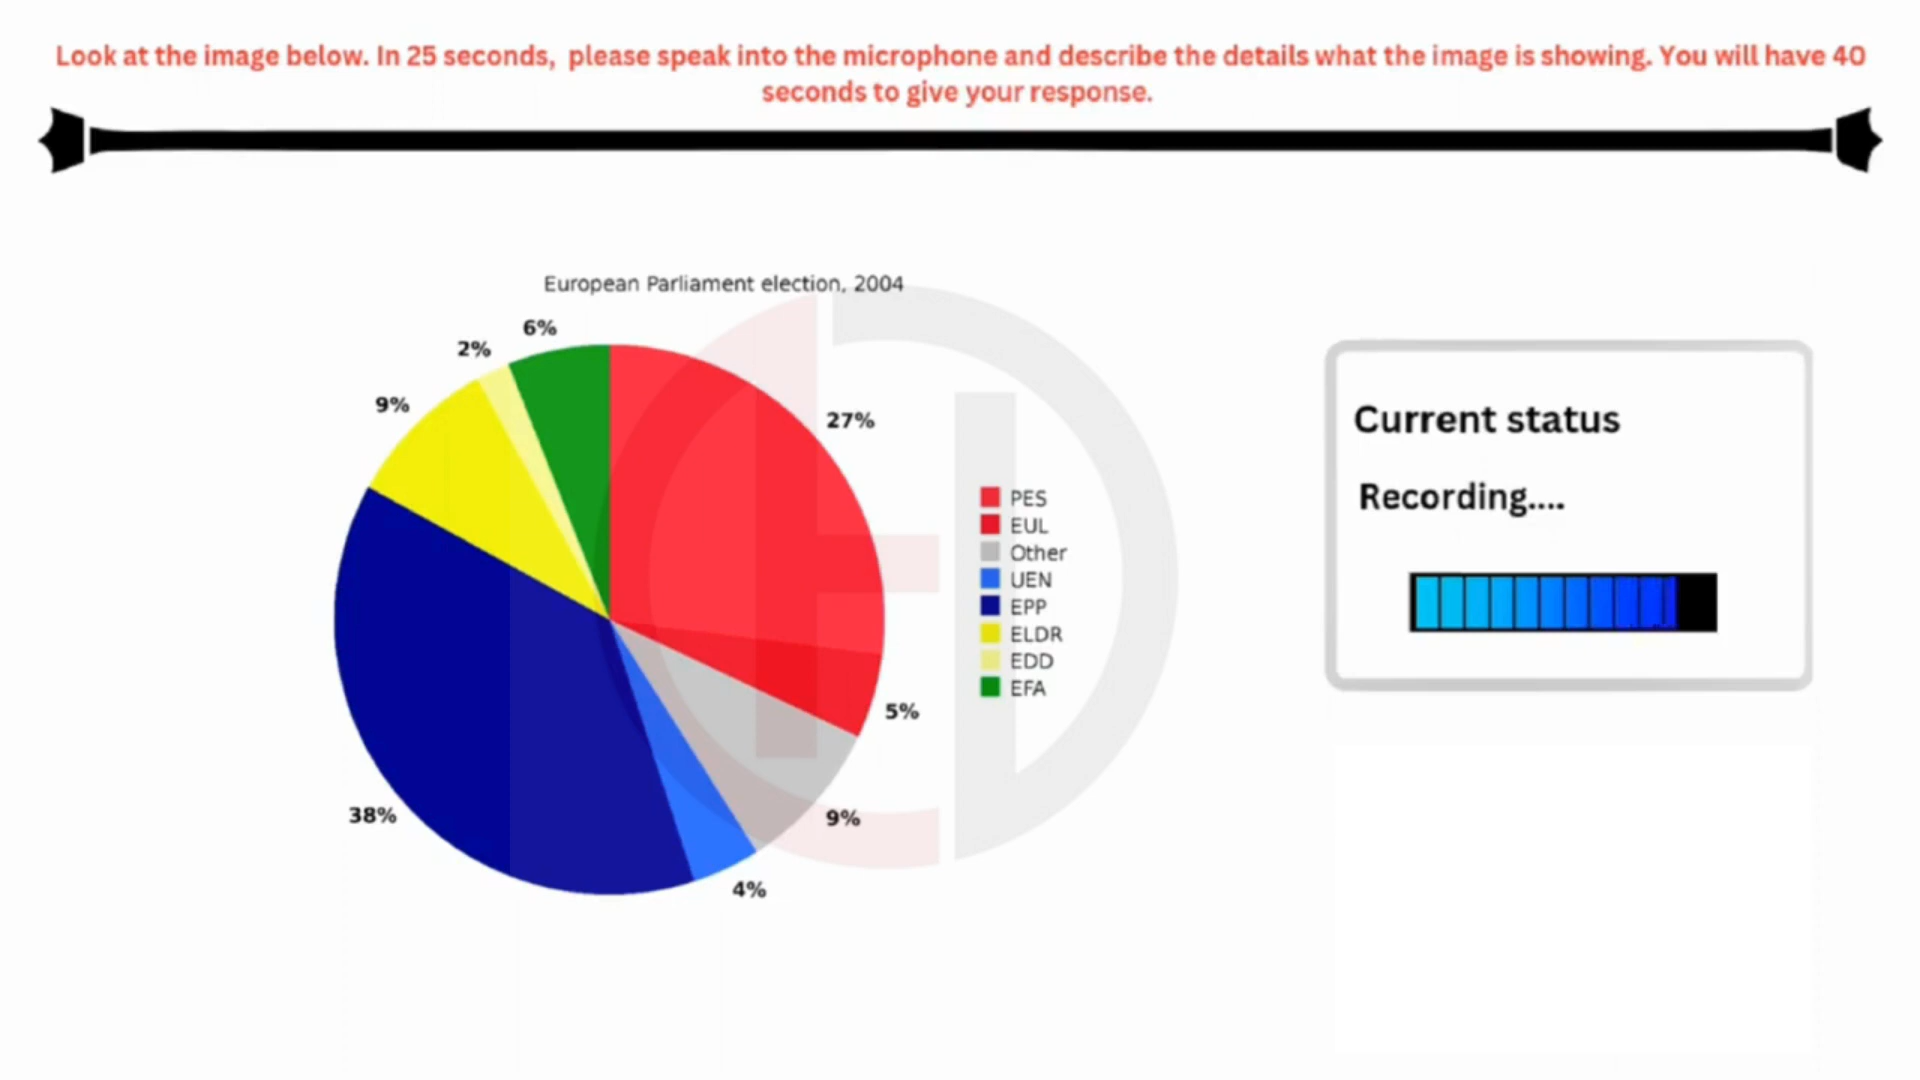 Look at the image below. In 25 seconds,  please speak into the microphone and describe the details what the image is showing. You will have 40
seconds to give your response.
European Parliament election, 2004
6%
2%
9%
27%
38%
5%
9%
4%
PES
EUL
Other
UEN
EPP
ELDR
EDD
EFA
Current status
Recording....